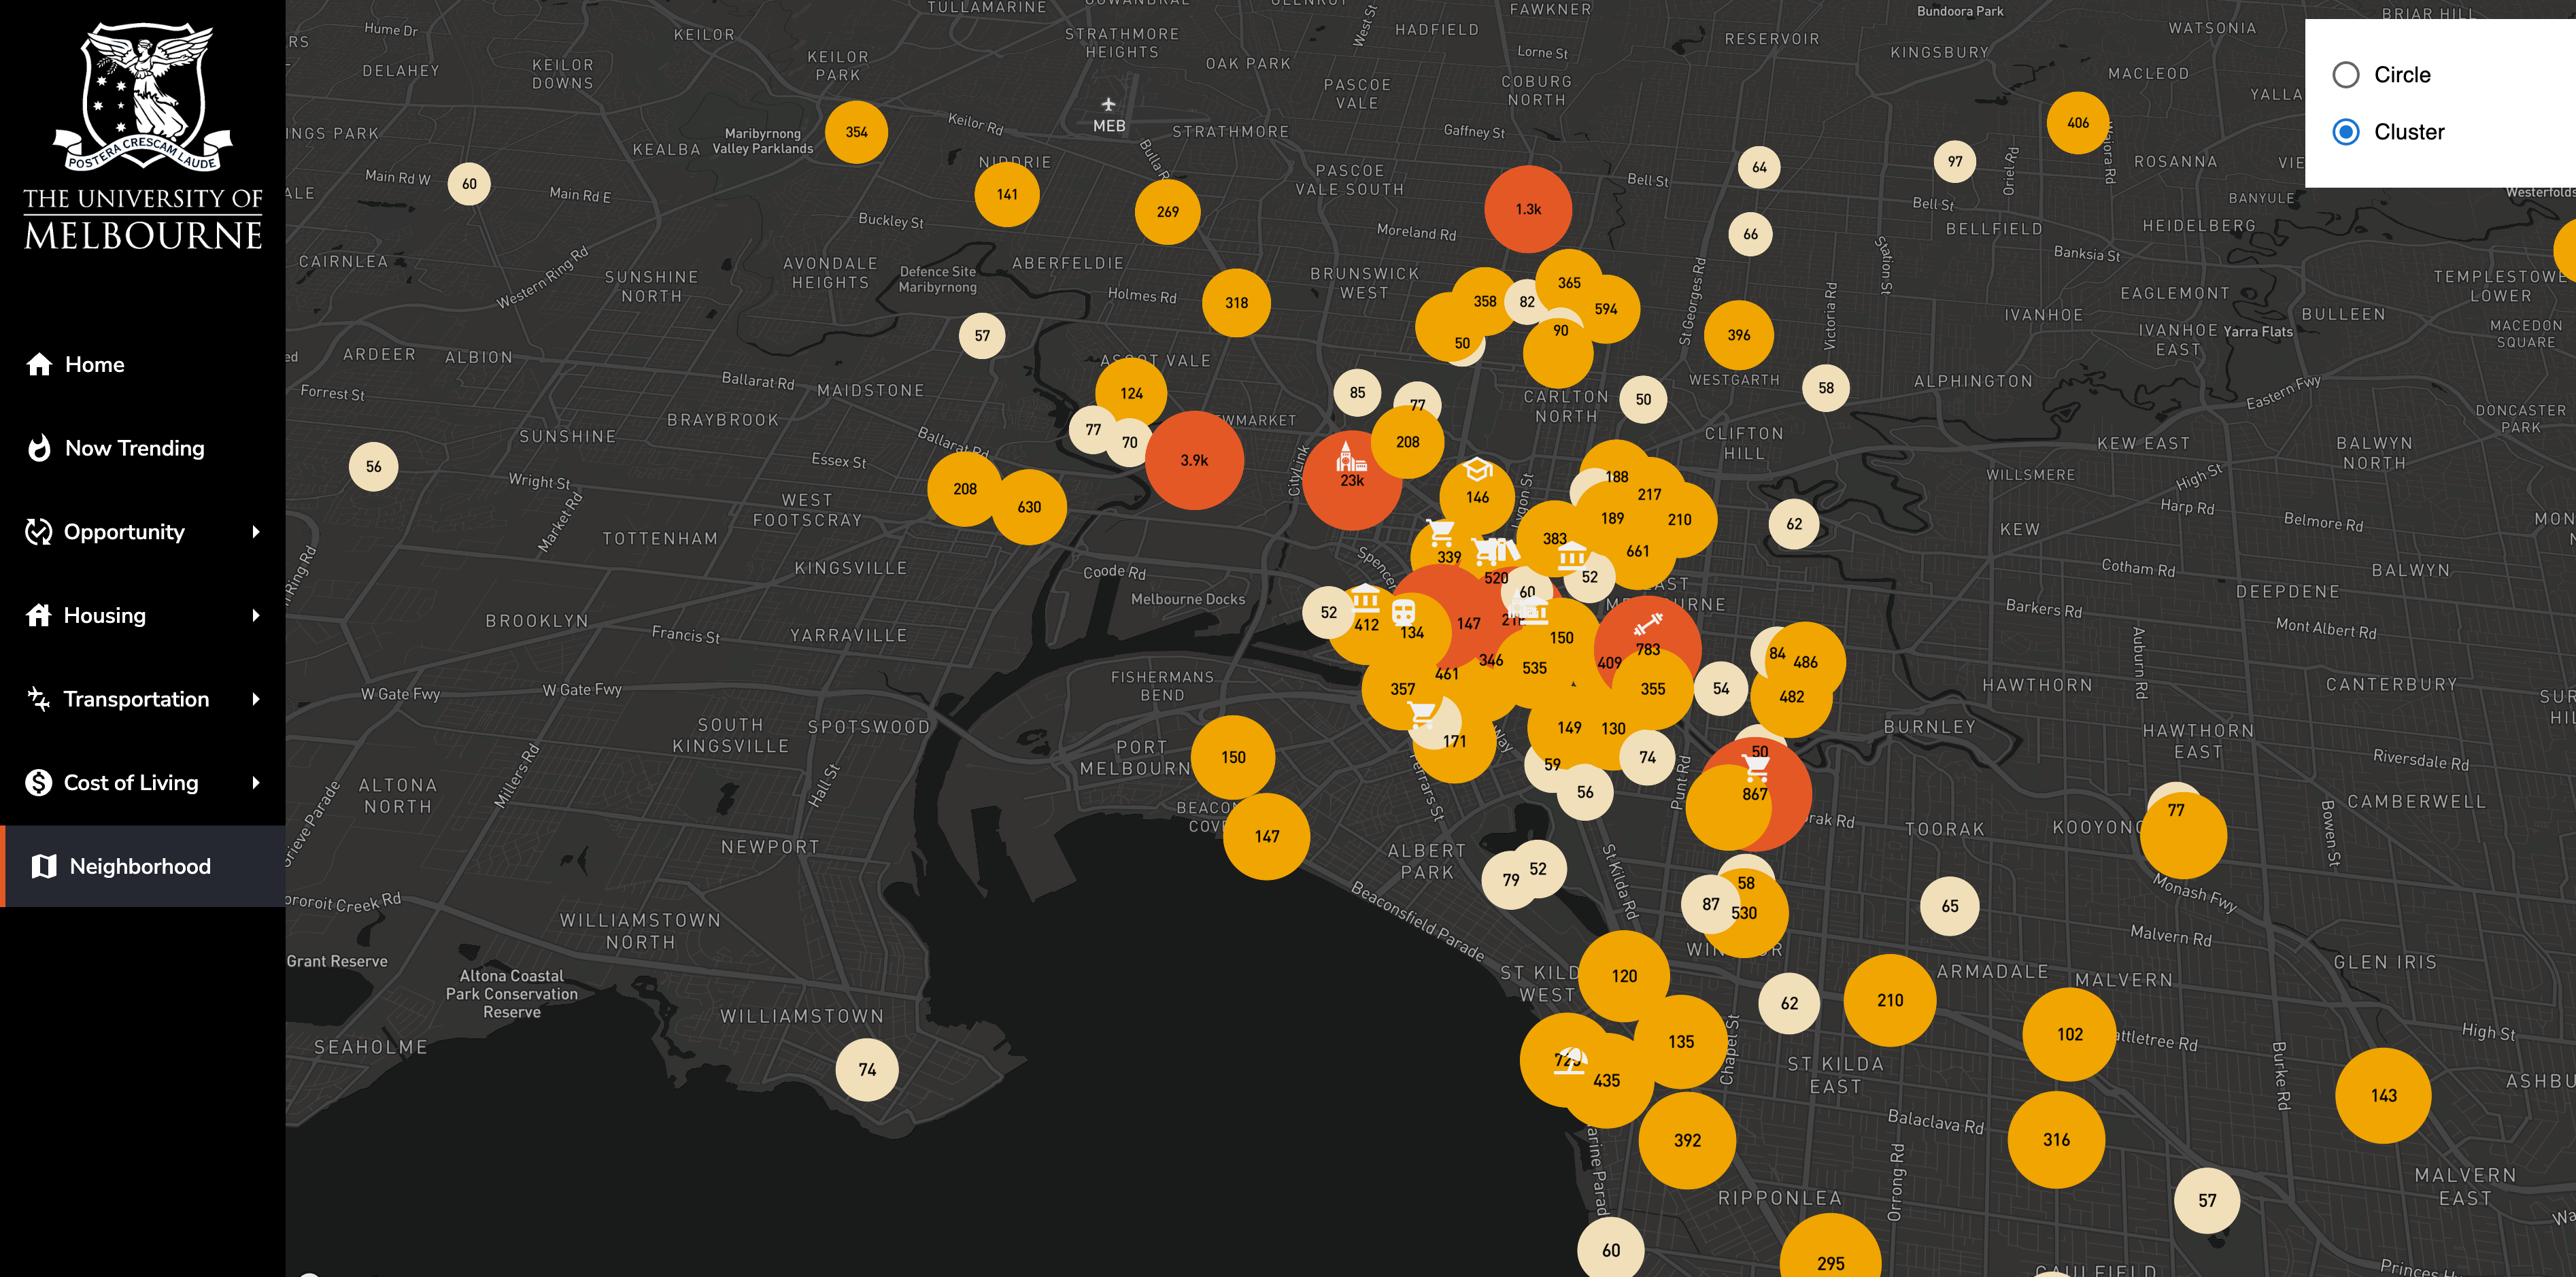 POSTERA CRESCAM LAUDE
THE UNIVERSITY OF
MELBOURNE
Home
Now Trending
Opportunity
Housing
Transportation
Cost of Living
Neighborhood
Circle
Cluster
TULLAMARINE
FAWKNER
Bundoora Park
BRIAR HILL
Hume Dr
KEILOR
STRATHMORE
HEIGHTS
West St
HADFIELD
Lorne St
RESERVOIR
KINGSBURY
WATSONIA
DELAHEY
KEILOR
DOWNS
KEILOR
PARK
OAK PARK
PASCOE
VALE
COBURG
NORTH
MACLEOD
YALLA
354
Keilor Rd
MEB
STRATHMORE
Gaffney St
406
INGS PARK
KEALBA
Maribyrnong
Valley Parklands
NIDDRIE
Bulla R
64
97
Oriel Rd
ROSANNA
VIE
Main Rd W
60
Main Rd E
141
269
PASCOE
VALE SOUTH
Bell St
1.3k
Bell St
BANYULE
Westerfolds
Buckley St
Moreland Rd
66
BELLFIELD
HEIDELBERG
CAIRNLEA
Western Ring Rd
SUNSHINE
NORTH
AVONDALE
HEIGHTS
Defence Site
Maribyrnong
ABERFELDIE
BRUNSWICK
WEST
Station St
Banksia St
TEMPLESTOWE
LOWER
Holmes Rd
318
358
82
365
594
St Georges Rd
Victoria Rd
EAGLEMONT
IVANHOE
IVANHOE
EAST
Yarra Flats
BULLEEN
MACEDON
SQUARE
57
50
90
396
ed
ARDEER
ALBION
ASCOT VALE
WESTGARTH
ALPHINGTON
Eastern Fwy
Forrest St
Ballarat Rd
MAIDSTONE
124
85
77
CARLTON
NORTH
50
58
DONCASTER
PARK
BRAYBROOK
SUNSHINE
77
70
3.9k
208
CLIFTON
HILL
KEW EAST
BALWYN
NORTH
56
Ballarat Rd
Essex St
CityLink
23k
WILLSMERE
High St
Wright St
Market Rd
WEST
FOOTSCRAY
208
630
146
Lygon St
188
217
189
210
62
KEW
Harp Rd
Belmore Rd
TOTTENHAM
KINGSVILLE
Coode Rd
339
383
661
Cotham Rd
BALWYN
Melbourne Docks
520
60
52
DEEPDENE
Barkers Rd
Mont Albert Rd
BROOKLYN
Francis St
YARRAVILLE
52
412
134
147
150
783
409
84
486
W Gate Fwy
W Gate Fwy
FISHERMANS
BEND
357
461
346
535
355
54
482
HAWTHORN
Auburn Rd
CANTERBURY
SOUTH
KINGSVILLE
SPOTSWOOD
171
149
130
BURNLEY
HAWTHORN
EAST
Riversdale Rd
PORT
150
59
74
50
Punt Rd
867
ALTONA
NORTH
Millers Rd
Hall St
56
CAMBERWELL
Grieve Parade
147
TOORAK
77
Bowen St
NEWPORT
ALBERT
PARK
79
52
St Kilda Rd
58
87
530
65
Monash Fwy
Beaconsfield Parade
WILLIAMSTOWN
NORTH
Malvern Rd
Grant Reserve
Altona Coastal
Park Conservation
Reserve
120
62
210
ARMADALE
MALVERN
GLEN IRIS
WILLIAMSTOWN
135
Chapel St
102
High St
SEAHOLME
74
435
ST KILDA
EAST
Burke Rd
ASHBU
143
Balaclava Rd
392
316
MALVERN
EAST
RIPPONLEA
Orrong Rd
57
60
295